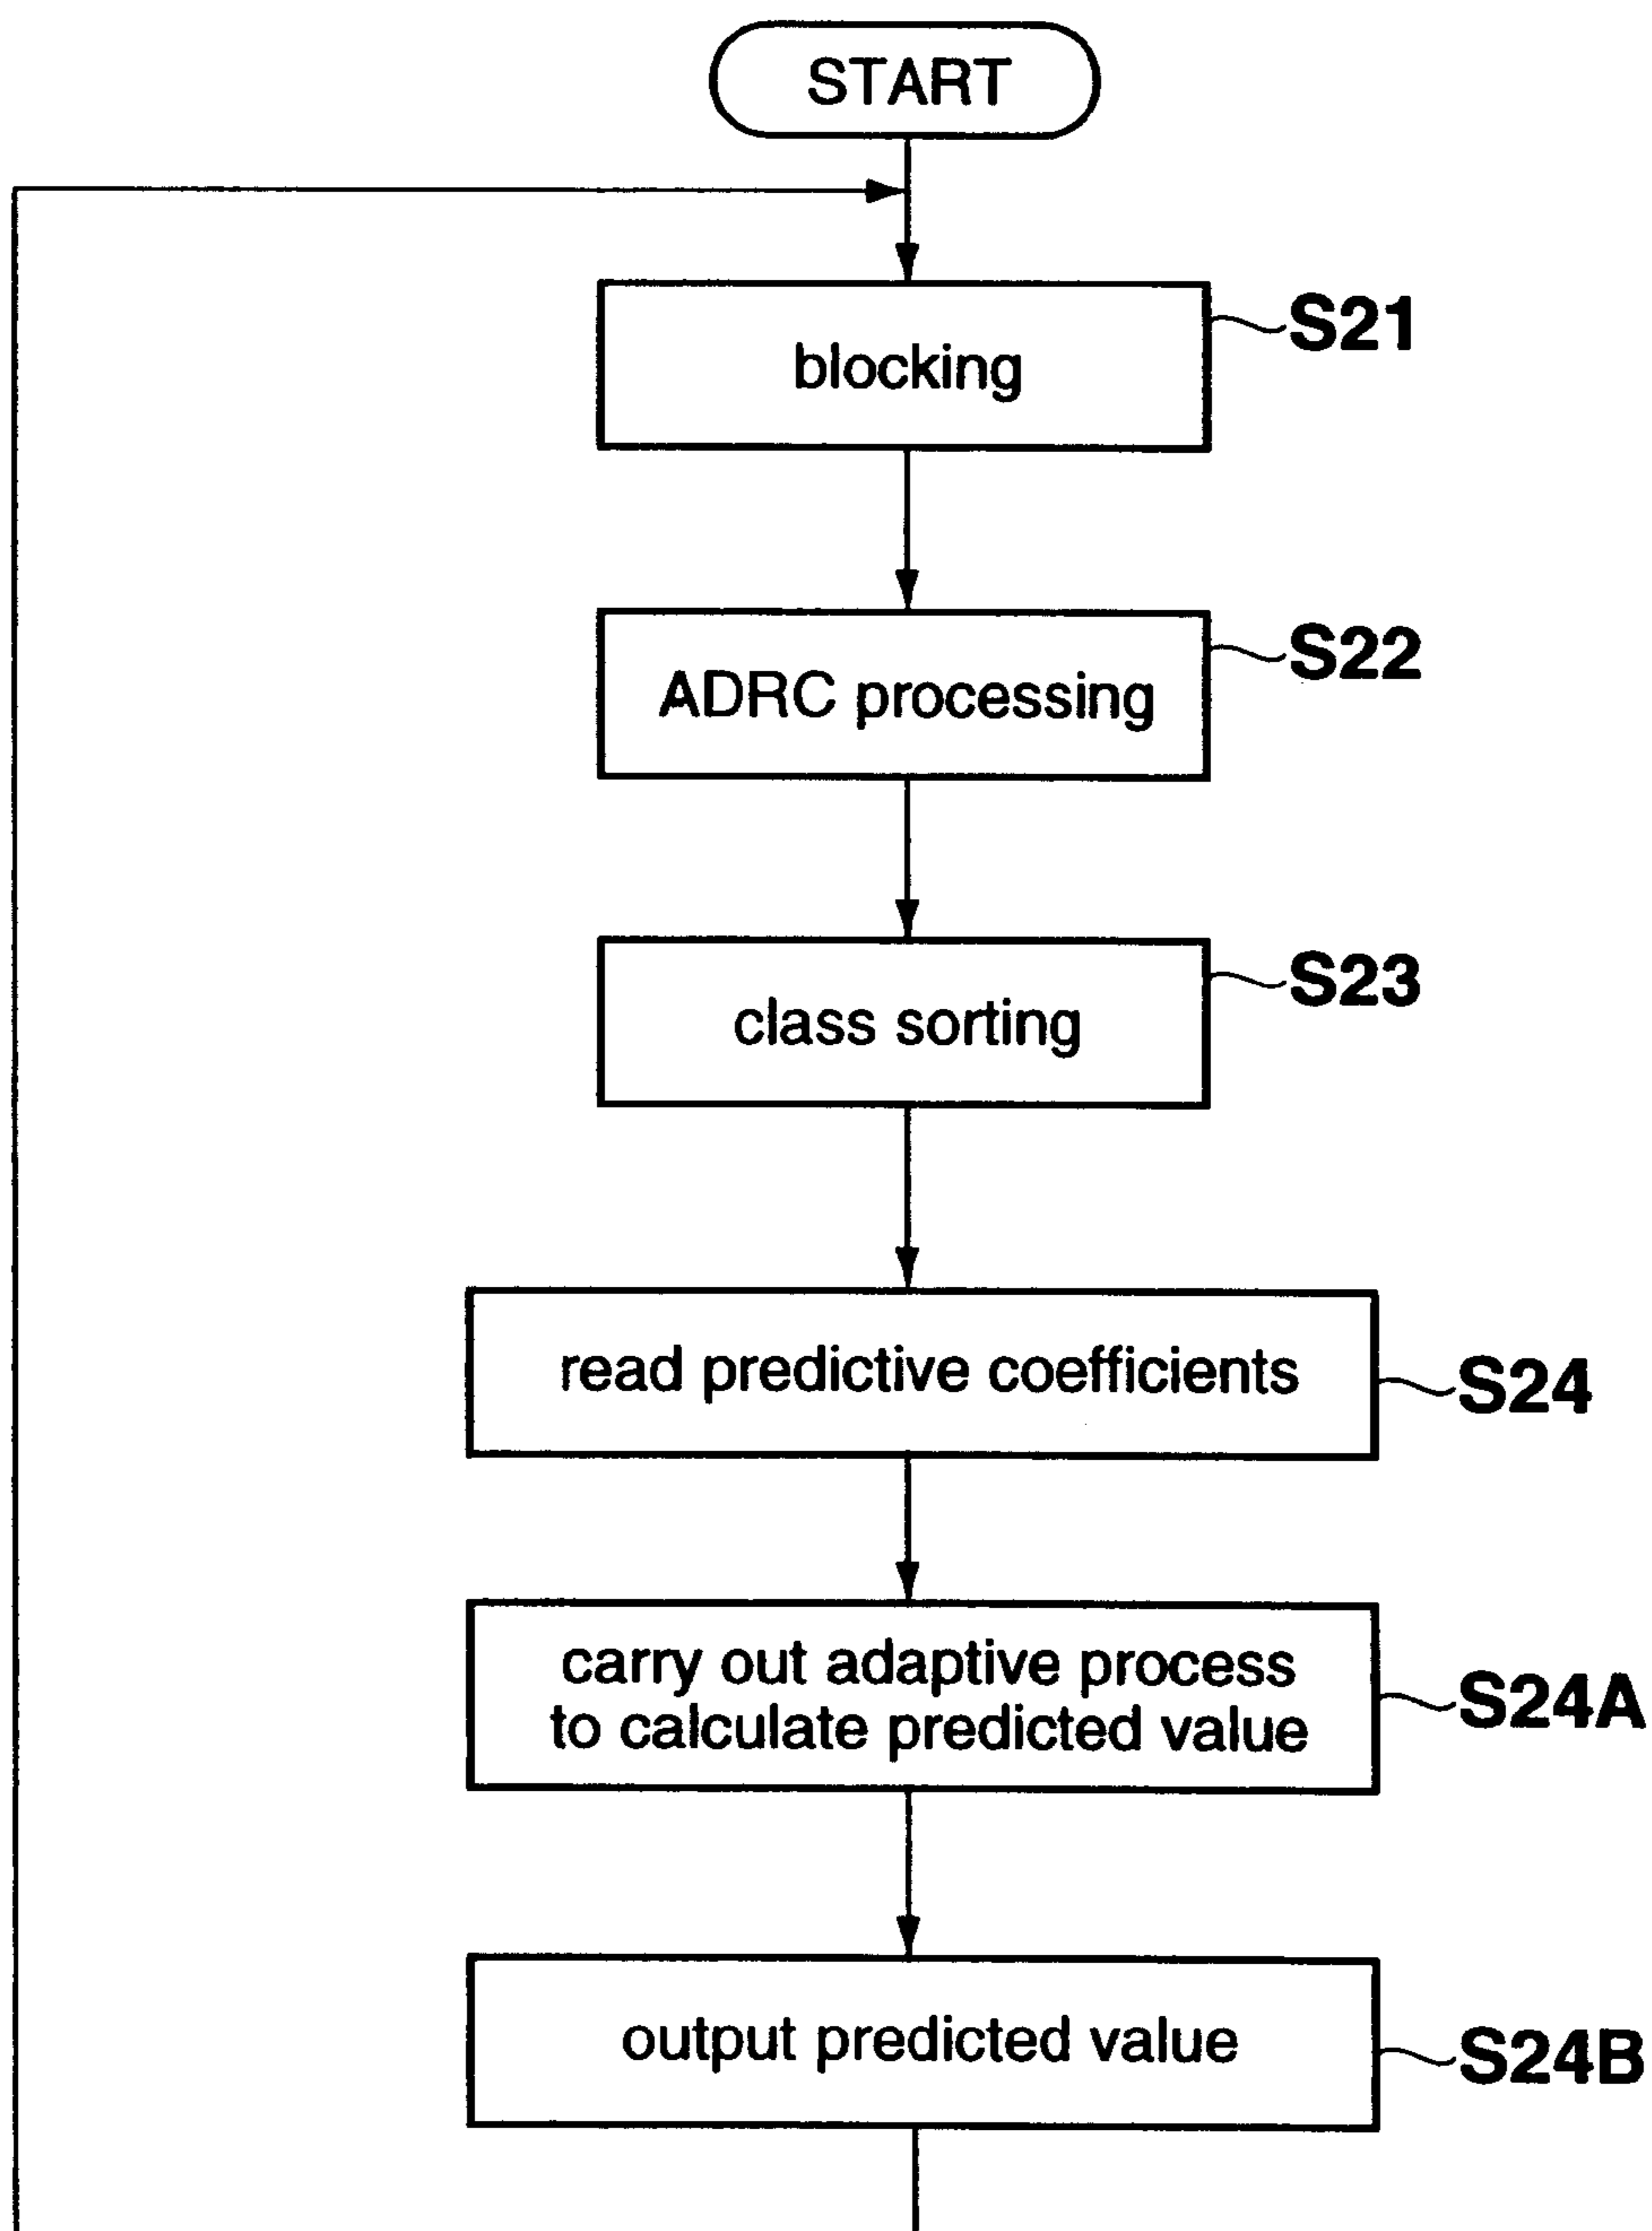 START
blocking
S21
ADRC processing
S22
class sorting
S23
read predictive coefficients
S24
carry out adaptive process
to calculate predicted value
S24A
output predicted value
S24B